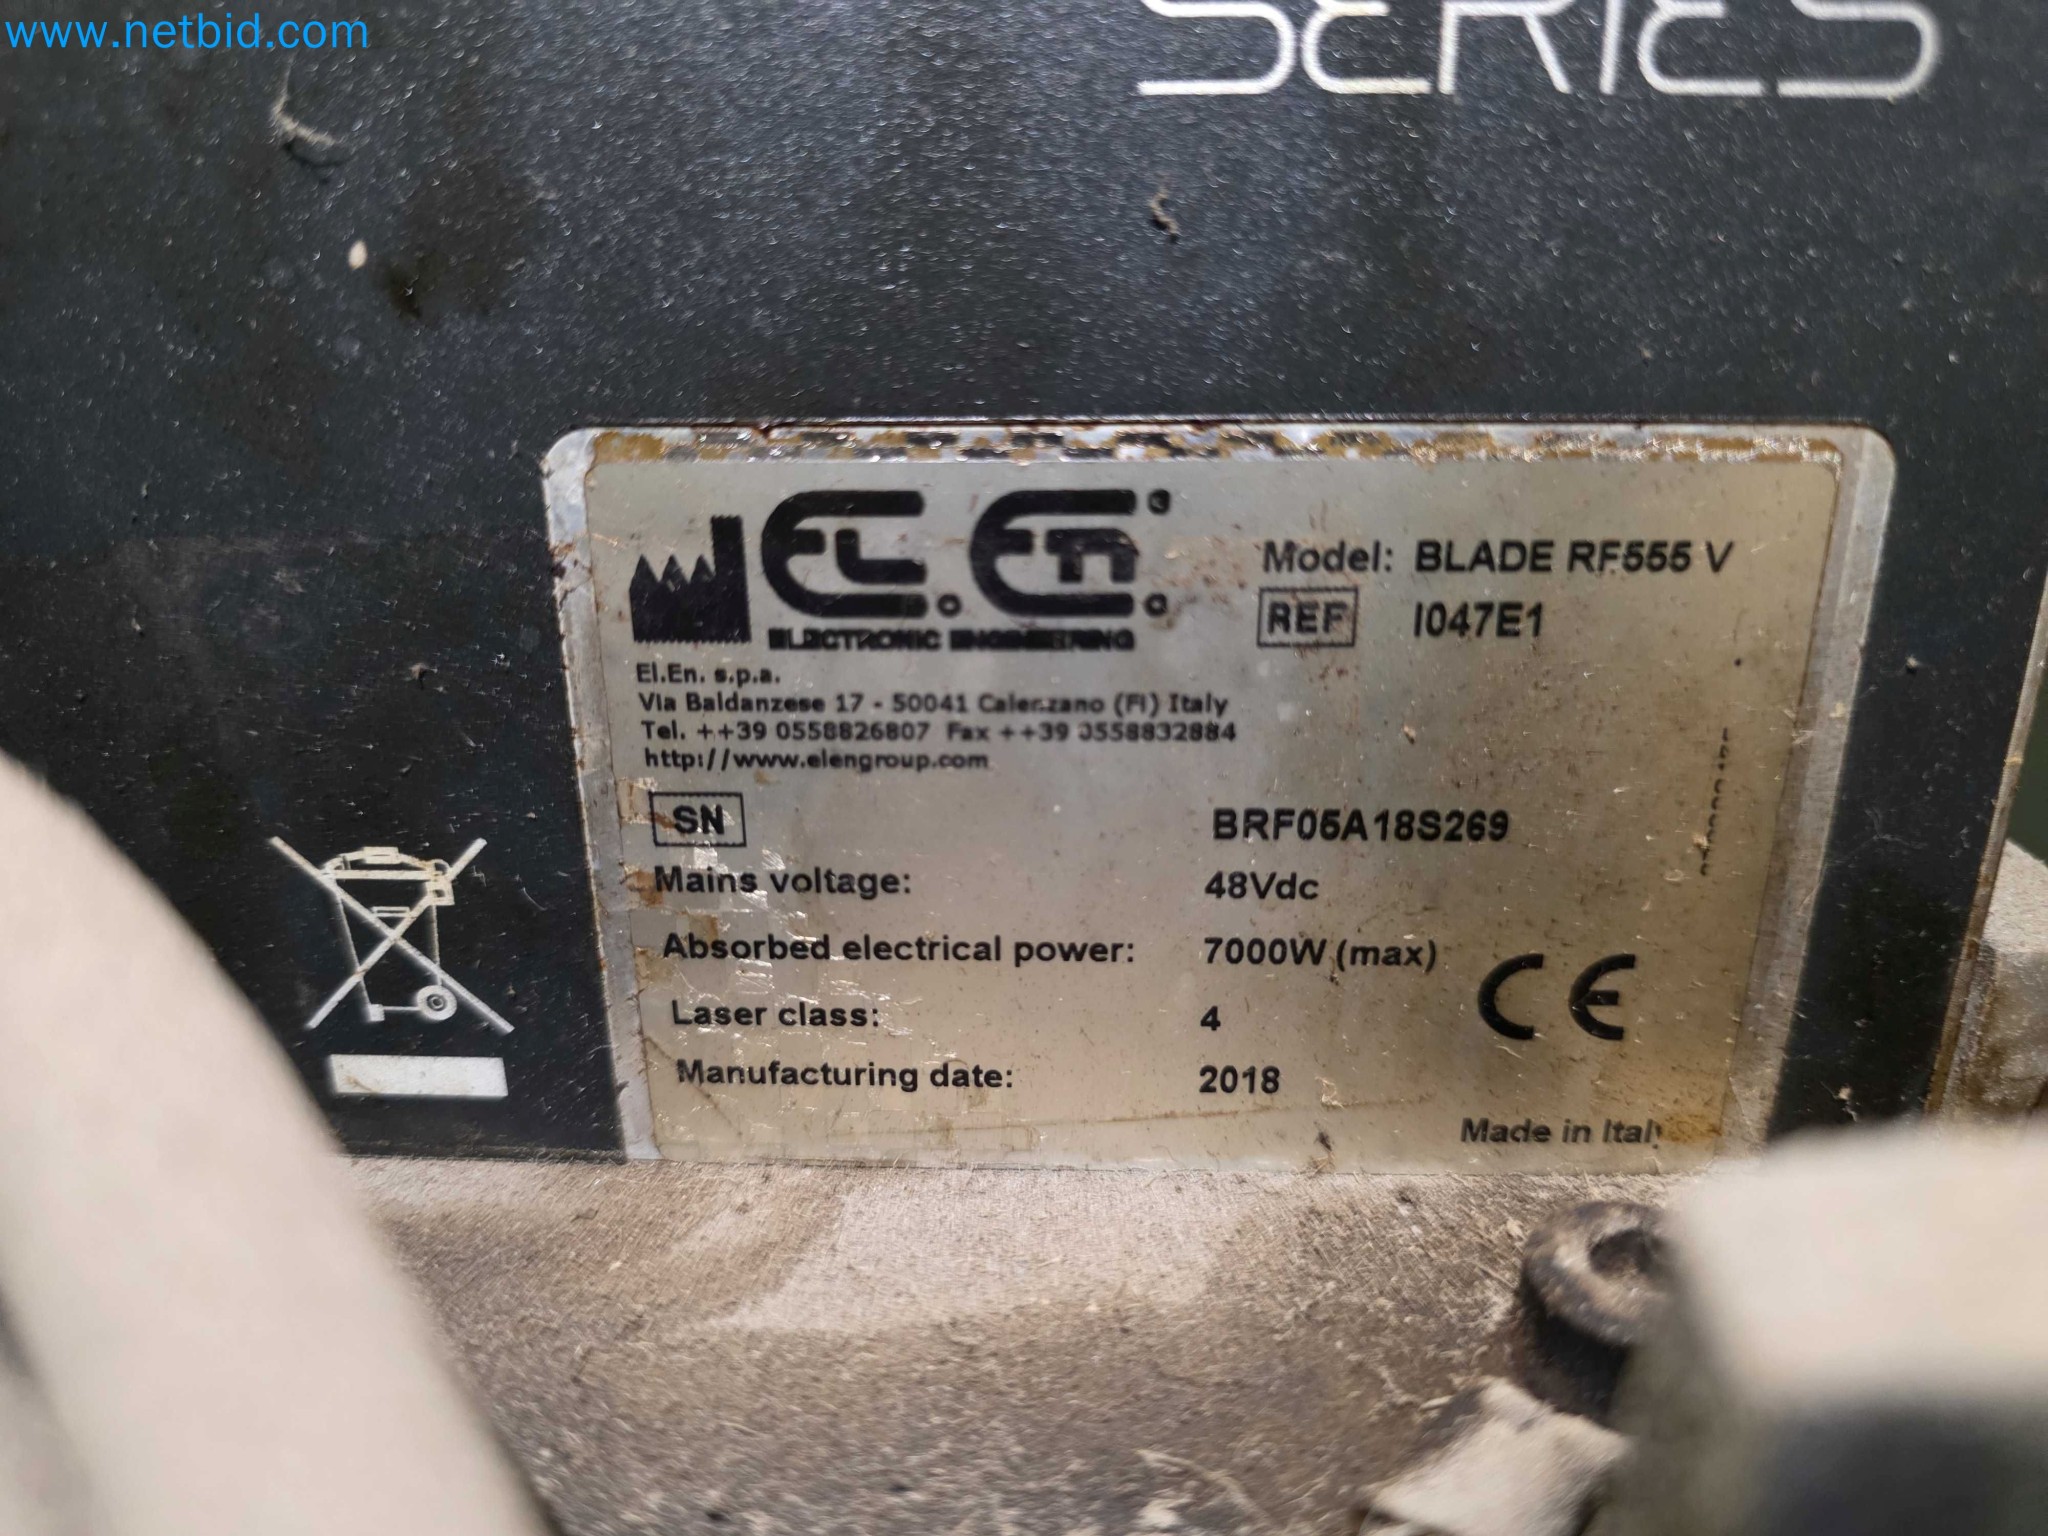 www.netbid.com
SERIES
EL.En.
ELECTRONIC ENGINEERING
Model: BLADE RF555 V
REF I047E1
El.En. s.p.a.
Via Baldanzese 17 - 50041 Calenzano (FI) Italy
Tel. ++39 0558826807 Fax ++39 0558832884
http://www.elengroup.com
SN BRF05A18S269
Mains voltage: 48Vdc
Absorbed electrical power: 7000W (max)
Laser class: 4
CE
Manufacturing date: 2018
Made in Italy